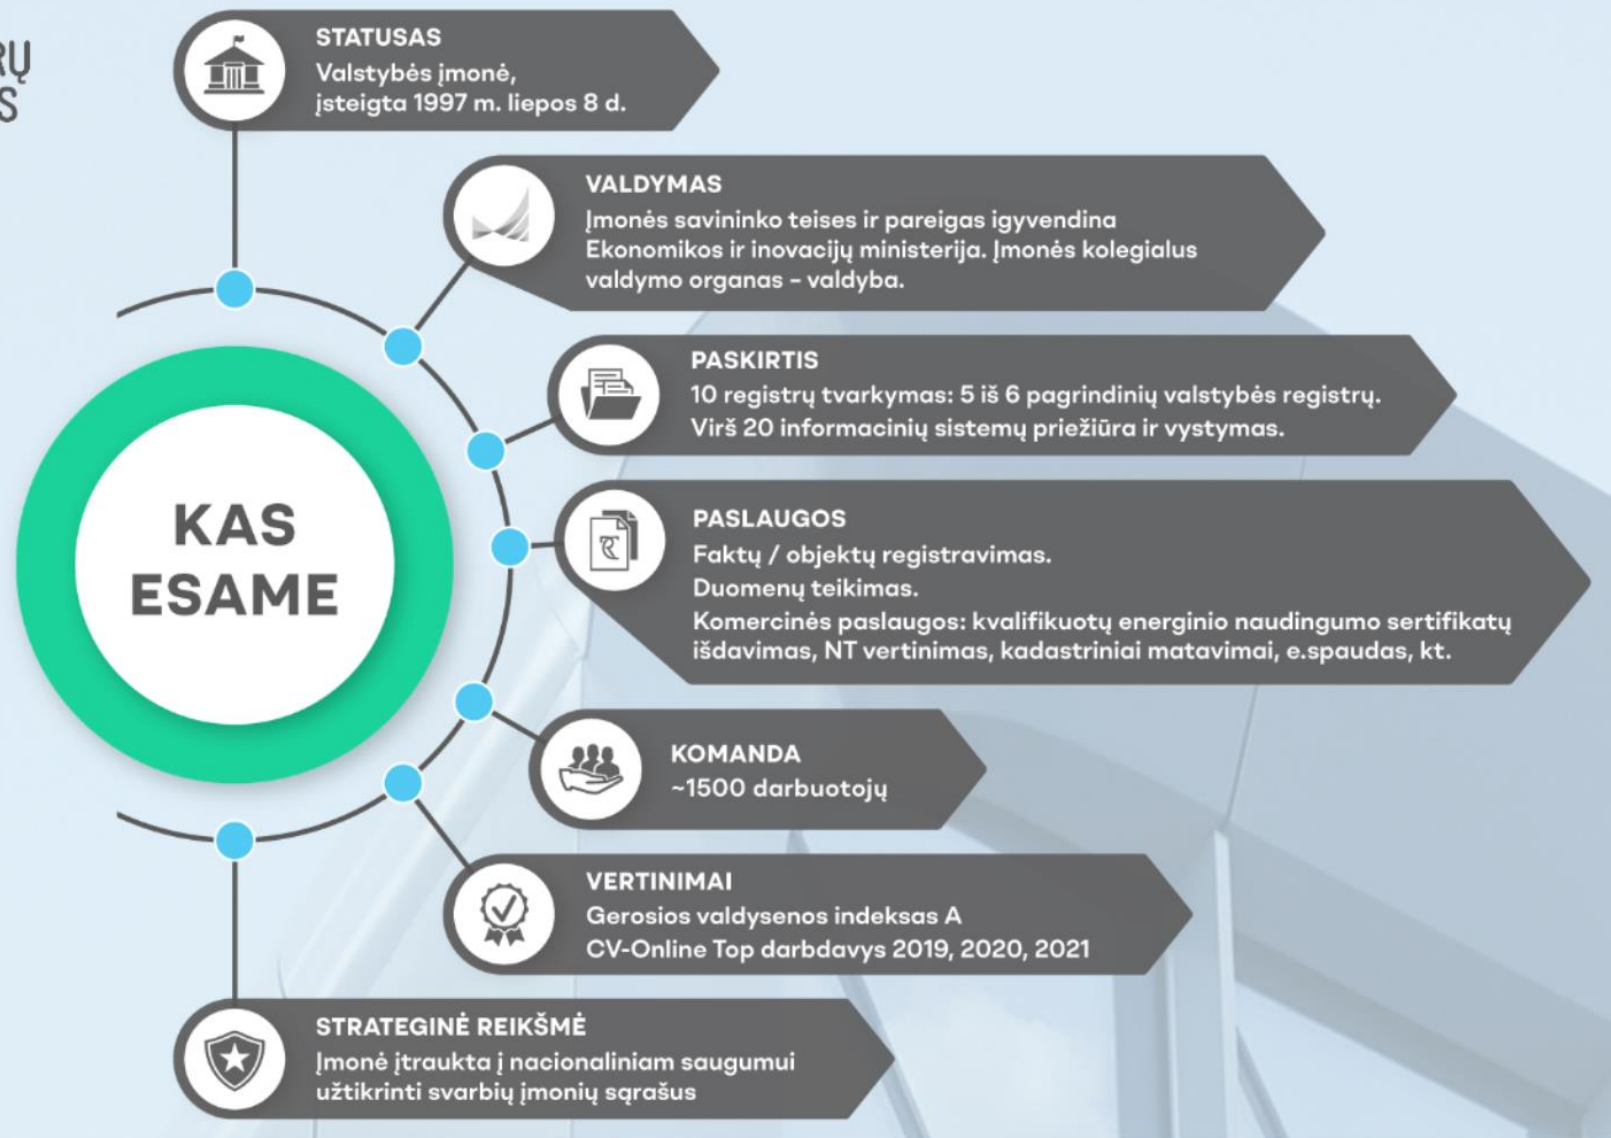 RŲ
S
STATUSAS
Valstybės įmonė,
įsteigta 1997 m. liepos 8 d.
VALDYMAS
Įmonės savininko teises ir pareigas igyvendina
Ekonomikos ir inovacijų ministerija. Įmonės kolegialus
valdymo organas – valdyba.
PASKIRTIS
10 registrų tvarkymas: 5 iš 6 pagrindinių valstybės registrų.
Virš 20 informacinių sistemų priežiūra ir vystymas.
KAS
ESAME
PASLAUGOS
Faktų / objektų registravimas.
Duomenų teikimas.
Komercinės paslaugos: kvalifikuotų energinio naudingumo sertifikatų
išdavimas, NT vertinimas, kadastriniai matavimai, e.spaudas, kt.
KOMANDA
~1500 darbuotojų
VERTINIMAI
Gerosios valdysenos indeksas A
CV-Online Top darbdavys 2019, 2020, 2021
STRATEGINĖ REIKŠMĖ
Įmonė įtraukta į nacionaliniam saugumui
užtikrinti svarbių įmonių sąrašus